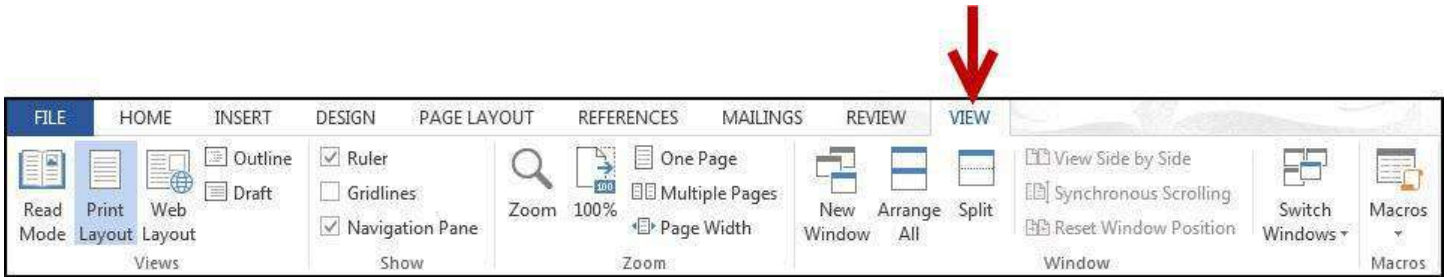 FILE HOME INSERT DESIGN PAGE LAYOUT REFERENCES MAILINGS REVIEW VIEW
Read Mode
Print Layout
Web Layout
Outline
Draft
Views
Ruler
Gridlines
Navigation Pane
Show
Zoom
100
100%
One Page
Multiple Pages
Page Width
Zoom
New Window
Arrange All
Split
View Side by Side
Synchronous Scrolling
Reset Window Position
Switch Windows
Window
Macros
Macros